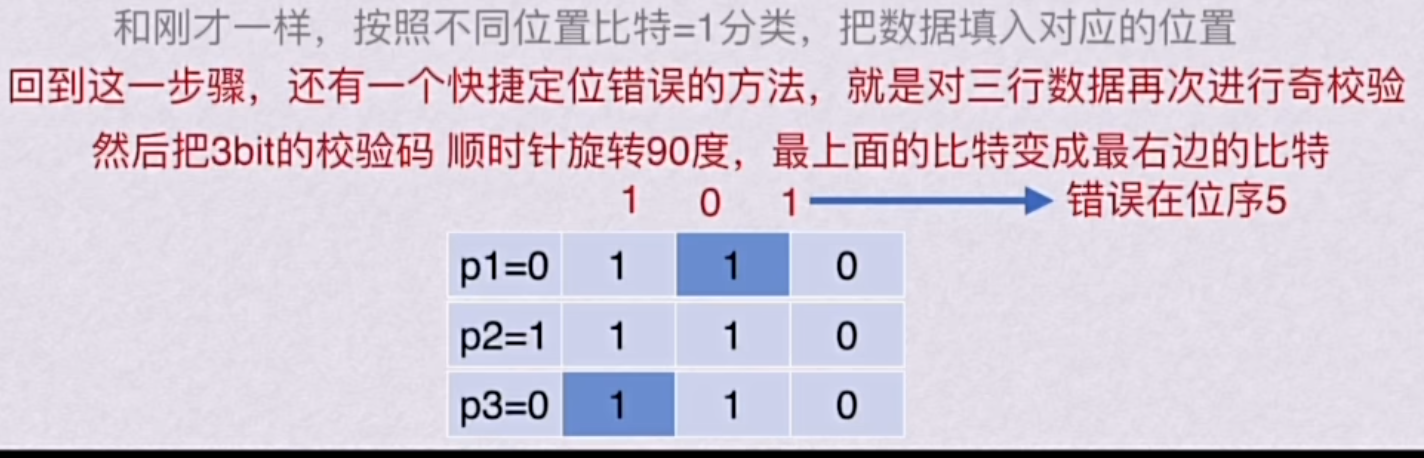 和刚才一样，按照不同位置比特=1分类，把数据填入对应的位置
回到这一步骤，还有一个快捷定位错误的方法，就是对三行数据再次进行奇校验
然后把3bit的校验码 顺时针旋转90度，最上面的比特变成最右边的比特
1 0 1 错误在位序5
p1=0 1 1 0
p2=1 1 1 0
p3=0 1 1 0